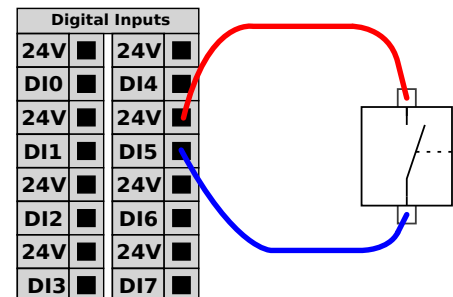 Digital Inputs
24V 24V
DI0 DI4
24V 24V
DI1 DI5
24V 24V
DI2 DI6
24V 24V
DI3 DI7